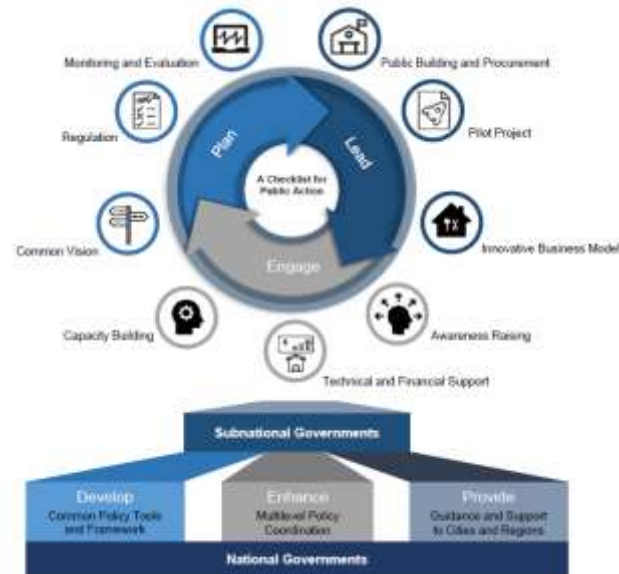 Monitoring and Evaluation
Public Building and Procurement
Regulation
Plan
Lead
Pilot Project
A Checklist for
Public Action
Common Vision
Innovative Business Model
Engage
Capacity Building
Awareness Raising
Technical and Financial Support
Subnational Governments
Develop
Common Policy Tools
and Framework
Enhance
Multilevel Policy
Coordination
Provide
Guidance and Support
to Cities and Regions
National Governments